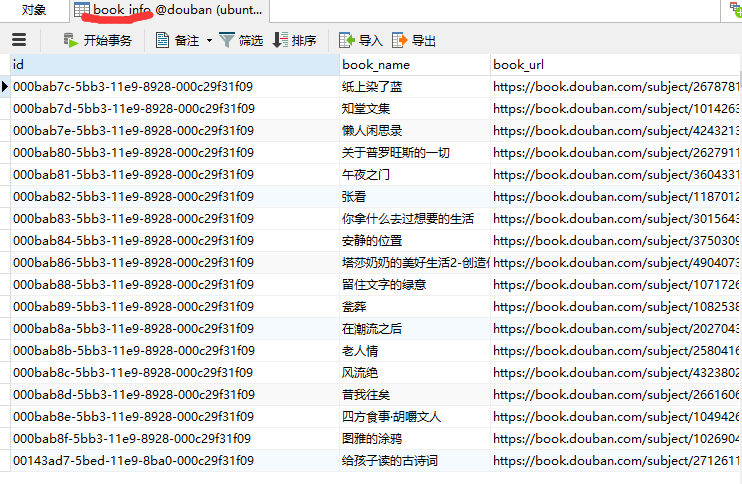 对象 book_info @douban (ubunt...
开始事务 备注 筛选 排序 导入 导出
id book_name book_url
000bab7c-5bb3-11e9-8928-000c29f31f09 纸上染了蓝 https://book.douban.com/subject/2678781
000bab7d-5bb3-11e9-8928-000c29f31f09 知堂文集 https://book.douban.com/subject/1014263
000bab7e-5bb3-11e9-8928-000c29f31f09 懒人闲思录 https://book.douban.com/subject/4243213
000bab80-5bb3-11e9-8928-000c29f31f09 关于普罗旺斯的一切 https://book.douban.com/subject/2627911
000bab81-5bb3-11e9-8928-000c29f31f09 午夜之门 https://book.douban.com/subject/3604331
000bab82-5bb3-11e9-8928-000c29f31f09 张看 https://book.douban.com/subject/1187012
000bab83-5bb3-11e9-8928-000c29f31f09 你拿什么去过想要的生活 https://book.douban.com/subject/3015643
000bab84-5bb3-11e9-8928-000c29f31f09 安静的位置 https://book.douban.com/subject/3750309
000bab86-5bb3-11e9-8928-000c29f31f09 塔莎奶奶的美好生活2-创造 https://book.douban.com/subject/4904073
000bab88-5bb3-11e9-8928-000c29f31f09 留住文字的绿意 https://book.douban.com/subject/1071726
000bab89-5bb3-11e9-8928-000c29f31f09 瓮葬 https://book.douban.com/subject/1082538
000bab8a-5bb3-11e9-8928-000c29f31f09 在潮流之后 https://book.douban.com/subject/2027043
000bab8b-5bb3-11e9-8928-000c29f31f09 老人情 https://book.douban.com/subject/2580416
000bab8c-5bb3-11e9-8928-000c29f31f09 风流绝 https://book.douban.com/subject/4323802
000bab8d-5bb3-11e9-8928-000c29f31f09 昔我往矣 https://book.douban.com/subject/2661606
000bab8e-5bb3-11e9-8928-000c29f31f09 四方食事·胡嚼文人 https://book.douban.com/subject/1049426
000bab8f-5bb3-11e9-8928-000c29f31f09 图雅的涂鸦 https://book.douban.com/subject/1026904
00143ad7-5bed-11e9-8ba0-000c29f31f09 给孩子读的古诗词 https://book.douban.com/subject/2712611